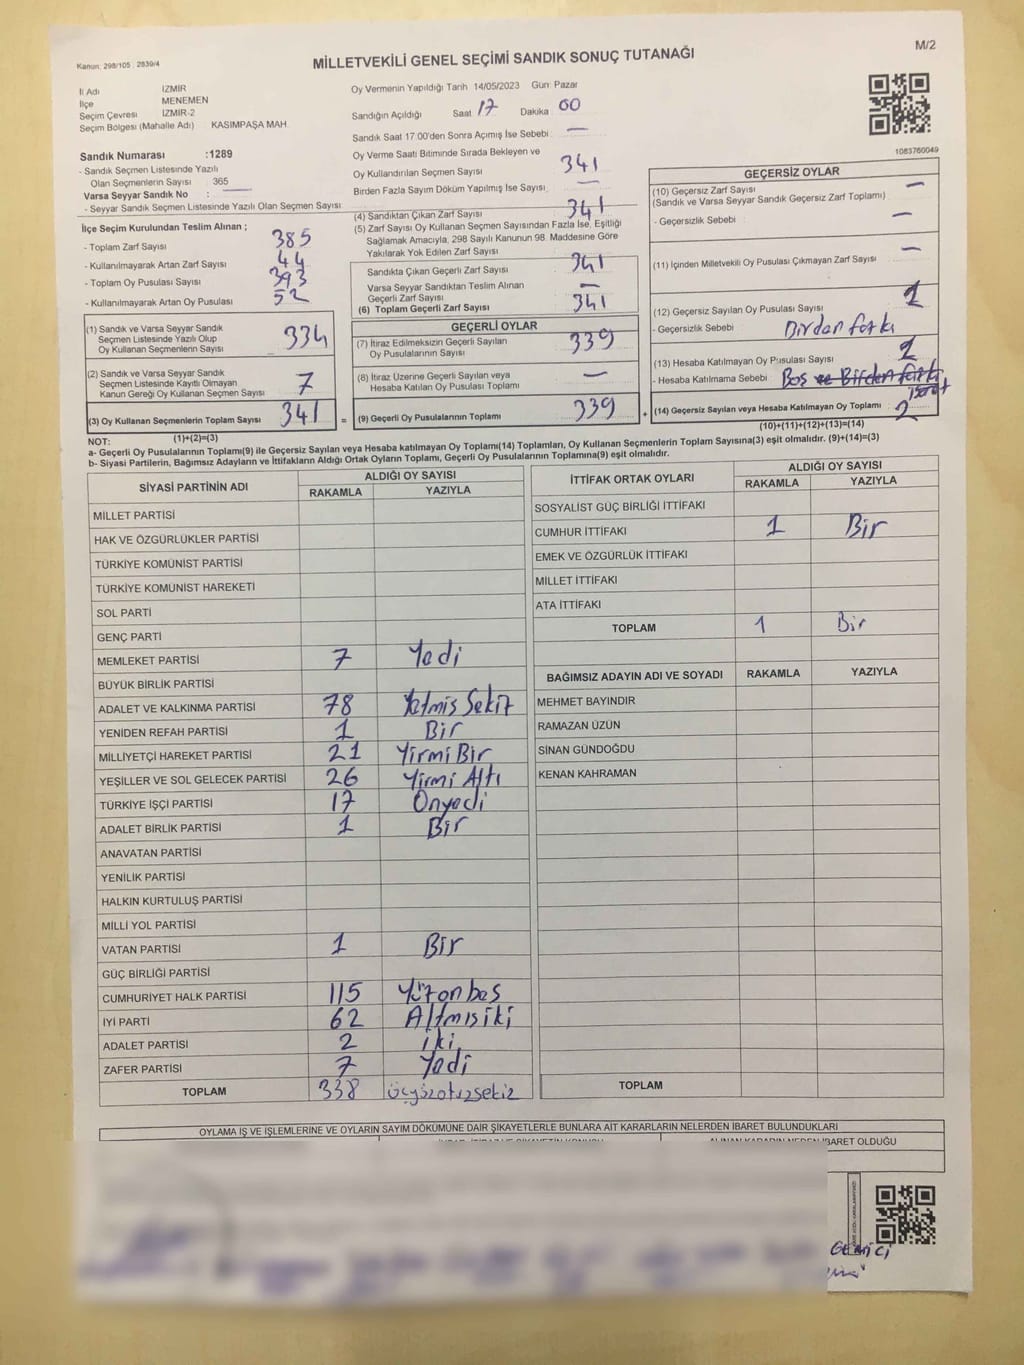 Kanun: 298/105 ; 2839/4
MİLLETVEKİLİ GENEL SEÇİMİ SANDIK SONUÇ TUTANAĞI
M/2
İl Adı İZMİR
İlçe MENEMEN
Seçim Çevresi İZMİR-2
Seçim Bölgesi (Mahalle Adı) KASIMPAŞA MAH.
Sandık Numarası :1289
- Sandık Seçmen Listesinde Yazılı
Olan Seçmenlerin Sayısı 365
Varsa Seyyar Sandık No :
- Seyyar Sandık Seçmen Listesinde Yazılı Olan Seçmen Sayısı
Oy Vermenin Yapıldığı Tarih 14/05/2023 Gün: Pazar
Sandığın Açıldığı Saat 17 Dakika 00
Sandık Saat 17:00'den Sonra Açımış İse Sebebi —
Oy Verme Saati Bitiminde Sırada Bekleyen ve
Oy Kullandırılan Seçmen Sayısı 341
Birden Fazla Sayım Döküm Yapılmış İse Sayısı —
1083760049
İlçe Seçim Kurulundan Teslim Alınan ;
- Toplam Zarf Sayısı 385
- Kullanılmayarak Artan Zarf Sayısı 44
- Toplam Oy Pusulası Sayısı 393
- Kullanılmayarak Artan Oy Pusulası 52
(1) Sandık ve Varsa Seyyar Sandık
Seçmen Listesinde Yazılı Olup
Oy Kullanan Seçmenlerin Sayısı 334
(2) Sandık ve Varsa Seyyar Sandık
Seçmen Listesinde Kayıtlı Olmayan
Kanun Gereği Oy Kullanan Seçmen Sayısı 7
(3) Oy Kullanan Seçmenlerin Toplam Sayısı 341
(1)+(2)=(3)
(4) Sandıktan Çıkan Zarf Sayısı 341
(5) Zarf Sayısı Oy Kullanan Seçmen Sayısından Fazla İse, Eşitliği
Sağlamak Amacıyla, 298 Sayılı Kanunun 98. Maddesine Göre
Yakılarak Yok Edilen Zarf Sayısı
Sandıkta Çıkan Geçerli Zarf Sayısı 341
Varsa Seyyar Sandıktan Teslim Alınan
Geçerli Zarf Sayısı —
(6) Toplam Geçerli Zarf Sayısı 341
GEÇERLİ OYLAR
(7) İtiraz Edilmeksizin Geçerli Sayılan
Oy Pusulalarının Sayısı 339
(8) İtiraz Üzerine Geçerli Sayılan veya
Hesaba Katılan Oy Pusulası Toplamı —
= (9) Geçerli Oy Pusulalarının Toplamı 339 +
GEÇERSİZ OYLAR
(10) Geçersiz Zarf Sayısı —
(Sandık ve Varsa Seyyar Sandık Geçersiz Zarf Toplamı)
- Geçersizlik Sebebi —
(11) İçinden Milletvekili Oy Pusulası Çıkmayan Zarf Sayısı —
(12) Geçersiz Sayılan Oy Pusulası Sayısı 1
- Geçersizlik Sebebi
(13) Hesaba Katılmayan Oy Pusulası Sayısı 1
- Hesaba Katılmama Sebebi Boş
(14) Geçersiz Sayılan veya Hesaba Katılmayan Oy Toplamı 2
(10)+(11)+(12)+(13)=(14)
NOT:
a- Geçerli Oy Pusulasının Toplamı(9) ile Geçersiz Sayılan veya Hesaba katılmayan Oy Toplamı(14) Toplamları, Oy Kullanan Seçmenlerin Toplam Sayısına(3) eşit olmalıdır. (9)+(14)=(3)
b- Siyasi Partilerin, Bağımsız Adayların ve İttifakların Aldığı Ortak Oyların Toplamı, Geçerli Oy Pusulalarının Toplamına(9) eşit olmalıdır.
SİYASİ PARTİNİN ADI ALDIĞI OY SAYISI
RAKAMLA YAZIYLA
MİLLET PARTİSİ
HAK VE ÖZGÜRLÜKLER PARTİSİ
TÜRKİYE KOMÜNİST PARTİSİ
TÜRKİYE KOMÜNİST HAREKETİ
SOL PARTİ
GENÇ PARTİ
MEMLEKET PARTİSİ 7 Yedi
BÜYÜK BİRLİK PARTİSİ
ADALET VE KALKINMA PARTİSİ 78 Yetmiş Sekiz
YENİDEN REFAH PARTİSİ 1 Bir
MİLLİYETÇİ HAREKET PARTİSİ 21 Yirmi Bir
YEŞİLLER VE SOL GELECEK PARTİSİ 26 Yirmi Altı
TÜRKİYE İŞÇİ PARTİSİ 17 Onyedi
ADALET BİRLİK PARTİSİ 1 Bir
ANAVATAN PARTİSİ
YENİLİK PARTİSİ
HALKIN KURTULUŞ PARTİSİ
MİLLİ YOL PARTİSİ
VATAN PARTİSİ 1 Bir
GÜÇ BİRLİĞİ PARTİSİ
CUMHURİYET HALK PARTİSİ 115 Yüzonbeş
İYİ PARTİ 62 Altmışiki
ADALET PARTİSİ 2 iki
ZAFER PARTİSİ 7 Yedi
TOPLAM 338 üçyüzotuzsekiz
İTTİFAK ORTAK OYLARI ALDIĞI OY SAYISI
RAKAMLA YAZIYLA
SOSYALİST GÜÇ BİRLİĞİ İTTİFAKI
CUMHUR İTTİFAKI 1 Bir
EMEK VE ÖZGÜRLÜK İTTİFAKI
MİLLET İTTİFAKI
ATA İTTİFAKI
TOPLAM 1 Bir
BAĞIMSIZ ADAYIN ADI VE SOYADI RAKAMLA YAZIYLA
MEHMET BAYINDIR
RAMAZAN ÜZÜN
SİNAN GÜNDOĞDU
KENAN KAHRAMAN
TOPLAM
OYLAMA İŞ VE İŞLEMLERİNE VE OYLARIN SAYIM DÖKÜMÜNE DAİR ŞİKAYETLERLE BUNLARA AİT KARARLARIN NELERDEN İBARET BULUNDUKLARI
İBARET OLDUĞU